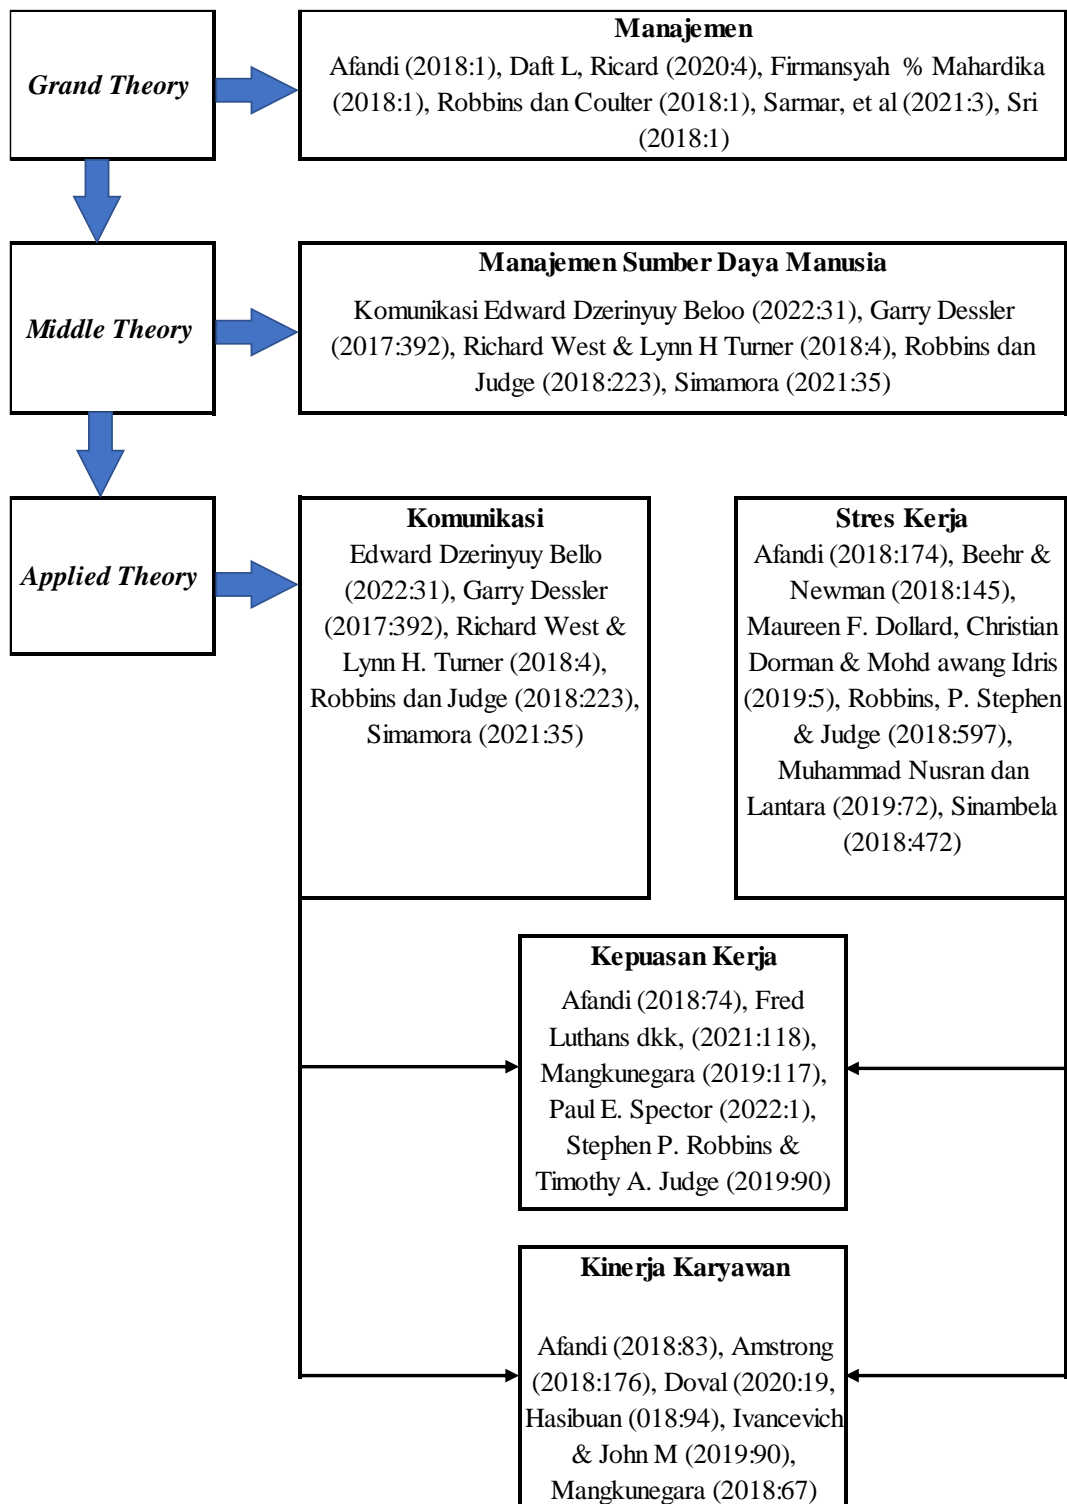 Grand Theory
Manajemen
Afandi (2018:1), Daft L, Ricard (2020:4), Firmansyah % Mahardika
(2018:1), Robbins dan Coulter (2018:1), Sarmar, et al (2021:3), Sri
(2018:1)
Middle Theory
Manajemen Sumber Daya Manusia
Komunikasi Edward Dzerinyuy Beloo (2022:31), Garry Dessler
(2017:392), Richard West & Lynn H Turner (2018:4), Robbins dan
Judge (2018:223), Simamora (2021:35)
Applied Theory
Komunikasi
Edward Dzerinyuy Bello
(2022:31), Garry Dessler
(2017:392), Richard West &
Lynn H. Turner (2018:4),
Robbins dan Judge (2018:223),
Simamora (2021:35)
Stres Kerja
Afandi (2018:174), Beehr &
Newman (2018:145),
Maureen F. Dollard, Christian
Dorman & Mohd awang Idris
(2019:5), Robbins, P. Stephen
& Judge (2018:597),
Muhammad Nusran dan
Lantara (2019:72), Sinambela
(2018:472)
Kepuasan Kerja
Afandi (2018:74), Fred
Luthans dkk, (2021:118),
Mangkunegara (2019:117),
Paul E. Spector (2022:1),
Stephen P. Robbins &
Timothy A. Judge (2019:90)
Kinerja Karyawan
Afandi (2018:83), Amstrong
(2018:176), Doval (2020:19,
Hasibuan (018:94), Ivancevich
& John M (2019:90),
Mangkunegara (2018:67)